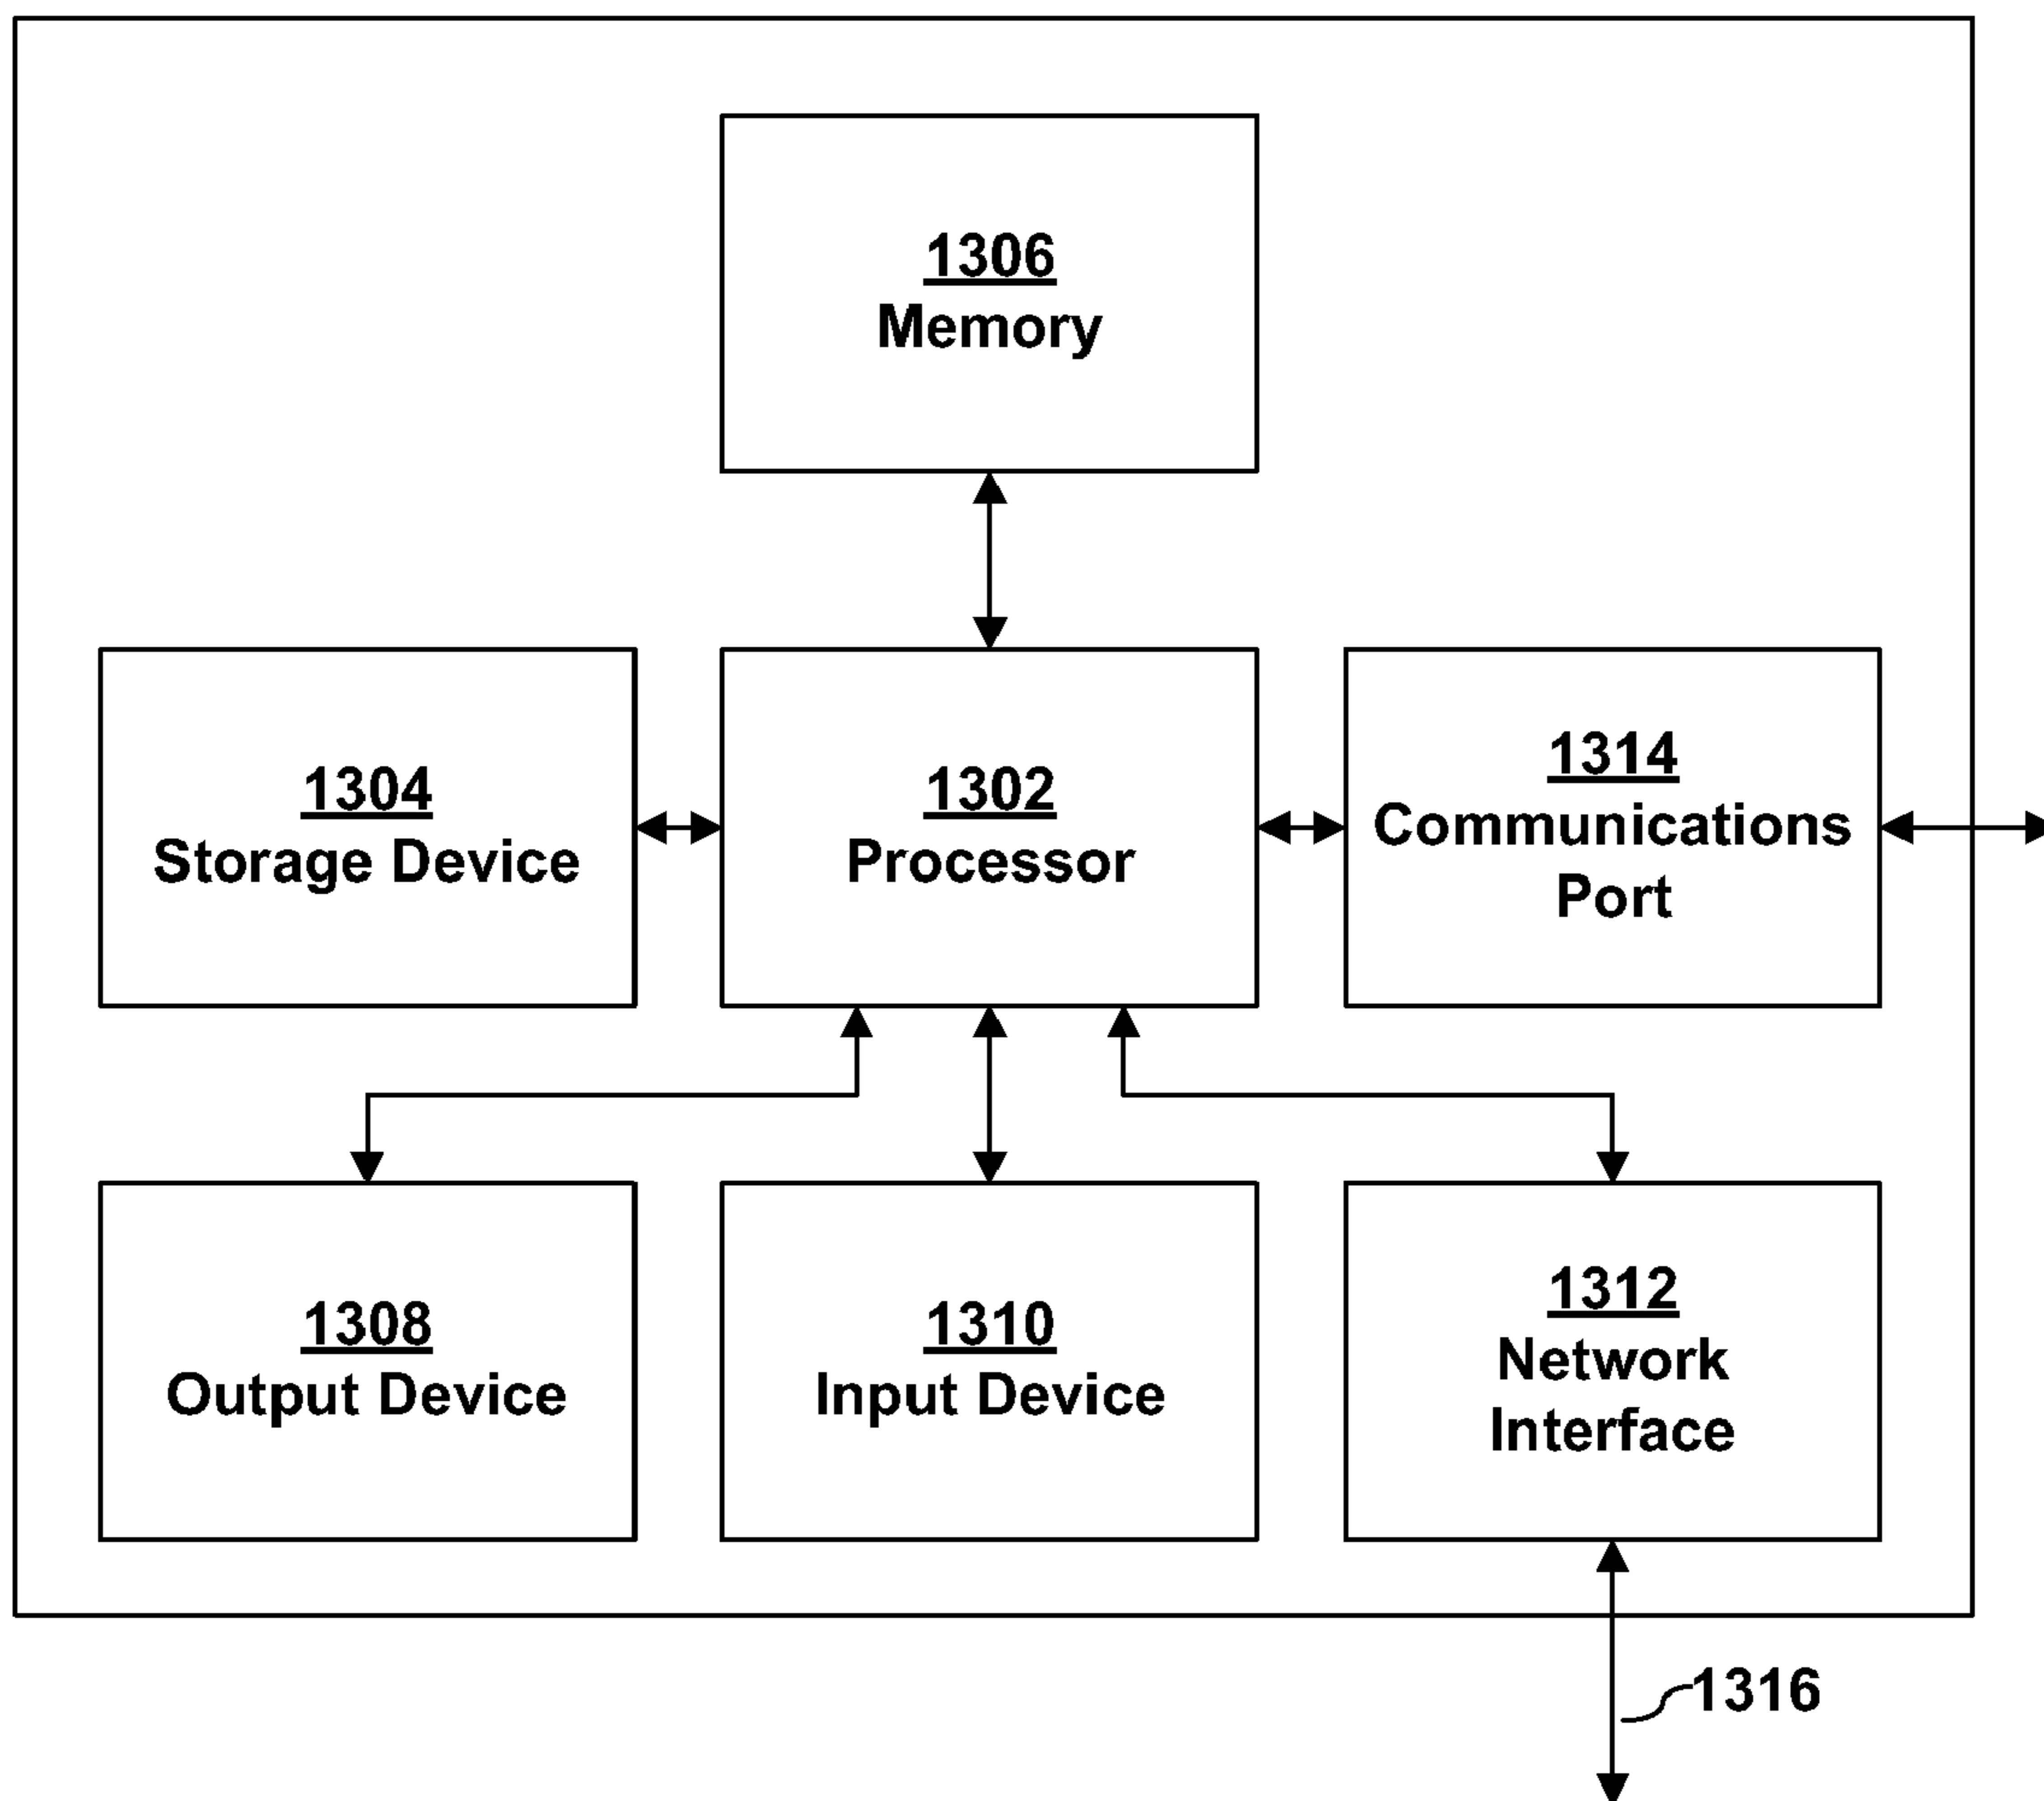 1306
Memory
1304
Storage Device
1302
Processor
1314
Communications
Port
1308
Output Device
1310
Input Device
1312
Network
Interface
1316